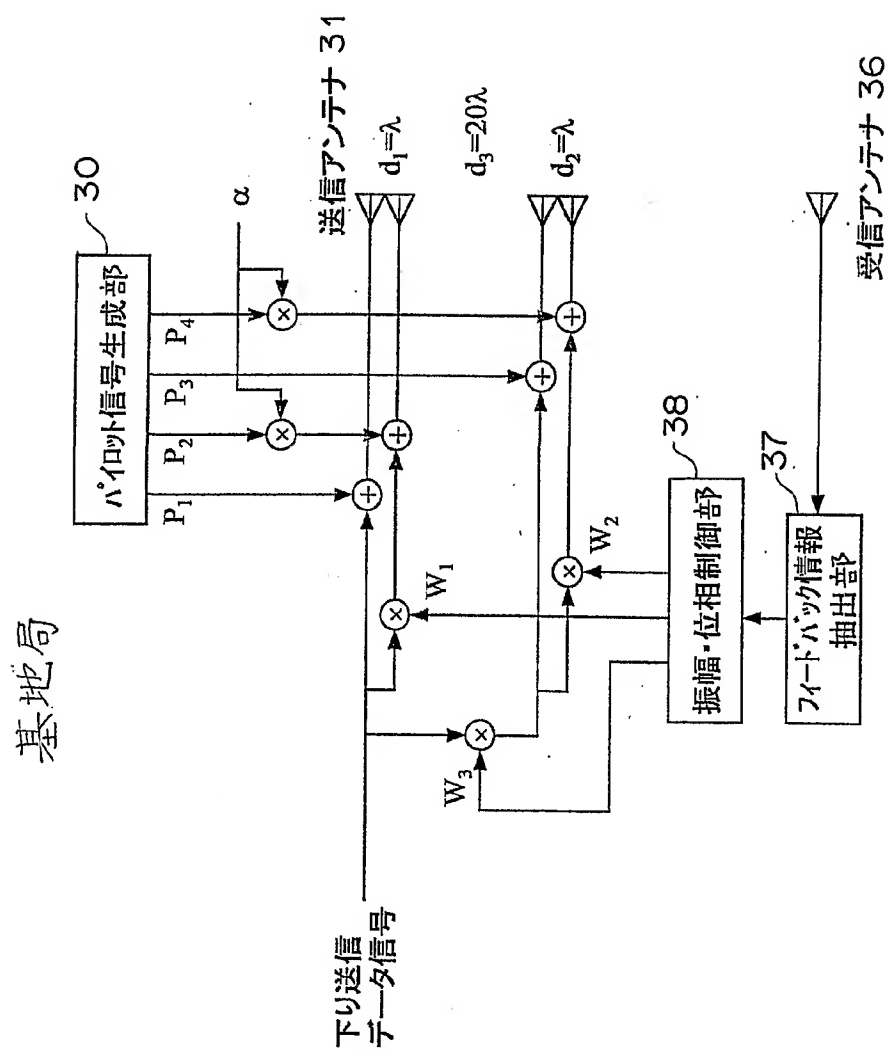 基地局
パイロット信号生成部
30
P₁
P₂
P₃
P₄
α
送信アンテナ 31
d₁=λ
d₃=20λ
d₂=λ
下り送信
データ信号
W₁
W₂
W₃
振幅・位相制御部
38
フィードバック情報
抽出部
37
受信アンテナ 36